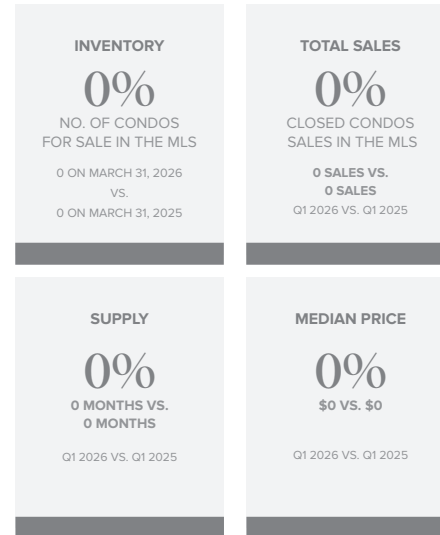 INVENTORY
0%
NO. OF CONDOS
FOR SALE IN THE MLS
0 ON MARCH 31, 2026
VS.
0 ON MARCH 31, 2025
TOTAL SALES
0%
CLOSED CONDOS
SALES IN THE MLS
0 SALES VS.
0 SALES
Q1 2026 VS. Q1 2025
SUPPLY
0%
0 MONTHS VS.
0 MONTHS
Q1 2026 VS. Q1 2025
MEDIAN PRICE
0%
$0 VS. $0
Q1 2026 VS. Q1 2025